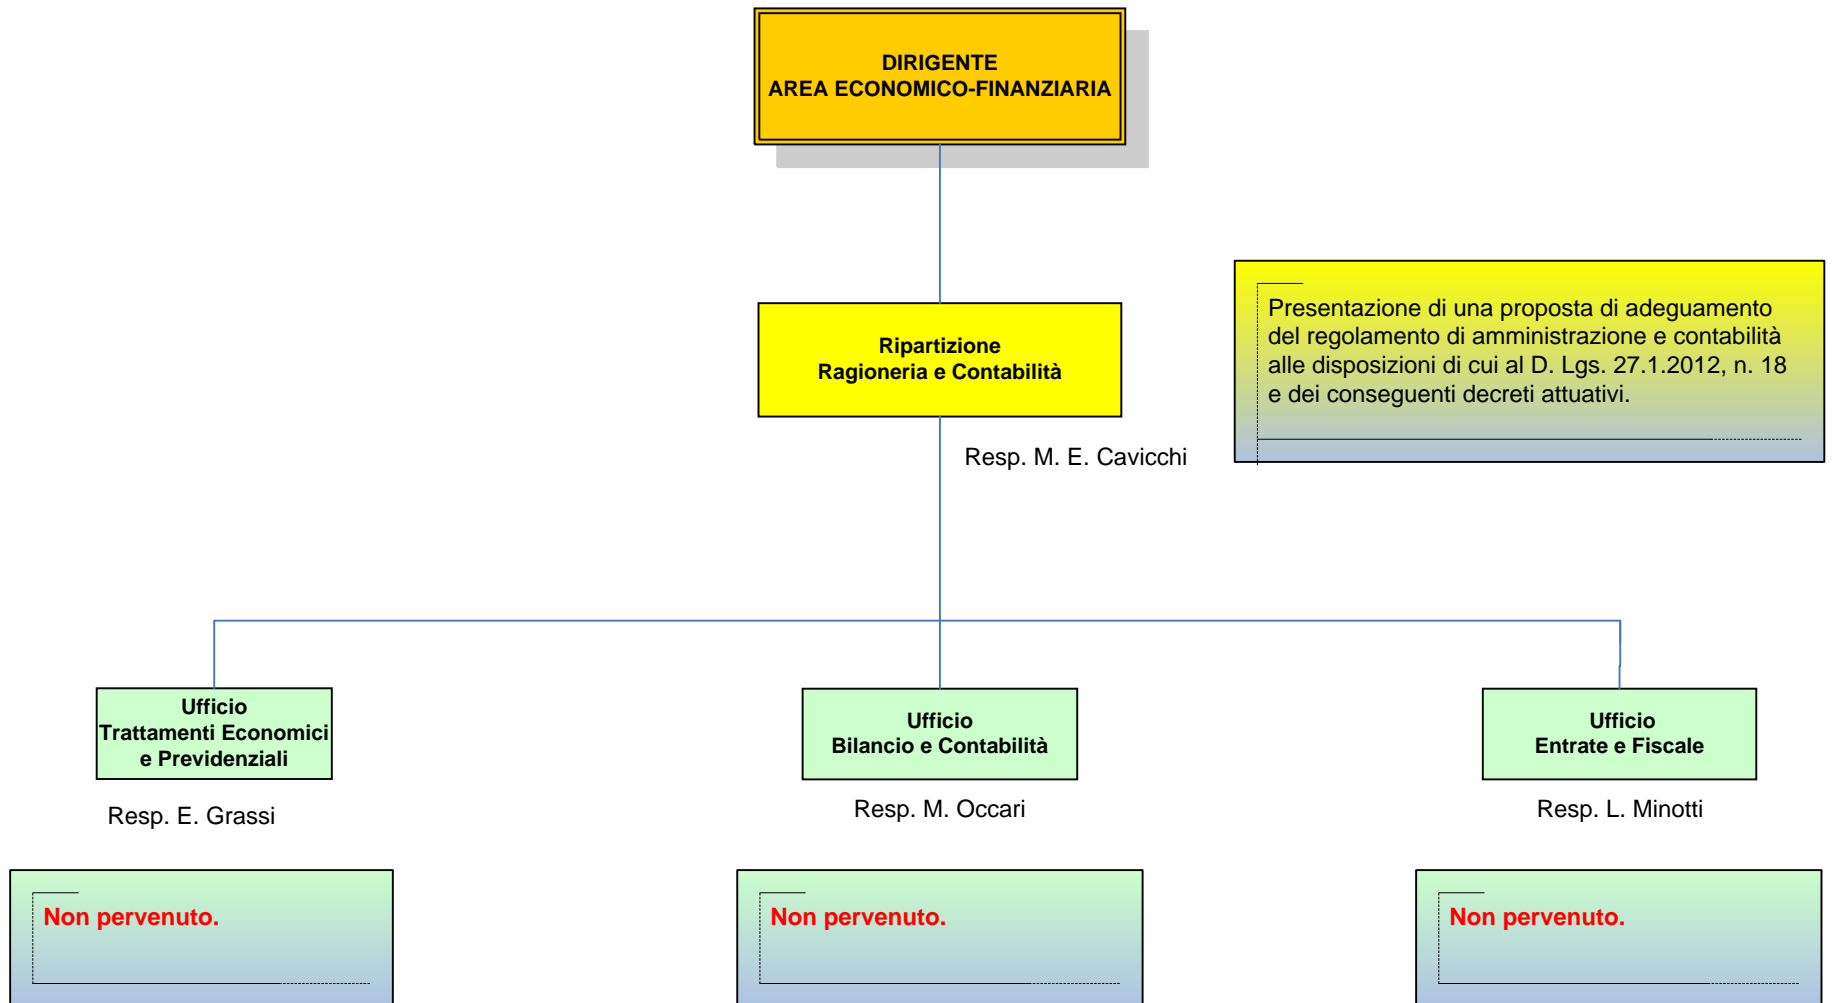 DIRIGENTE
AREA ECONOMICO-FINANZIARIA
Ripartizione
Ragioneria e Contabilità
Resp. M. E. Cavicchi
Presentazione di una proposta di adeguamento
del regolamento di amministrazione e contabilità
alle disposizioni di cui al D. Lgs. 27.1.2012, n. 18
e dei conseguenti decreti attuativi.
Ufficio
Trattamenti Economici
e Previdenziali
Resp. E. Grassi
Non pervenuto.
Ufficio
Bilancio e Contabilità
Resp. M. Occari
Non pervenuto.
Ufficio
Entrate e Fiscale
Resp. L. Minotti
Non pervenuto.